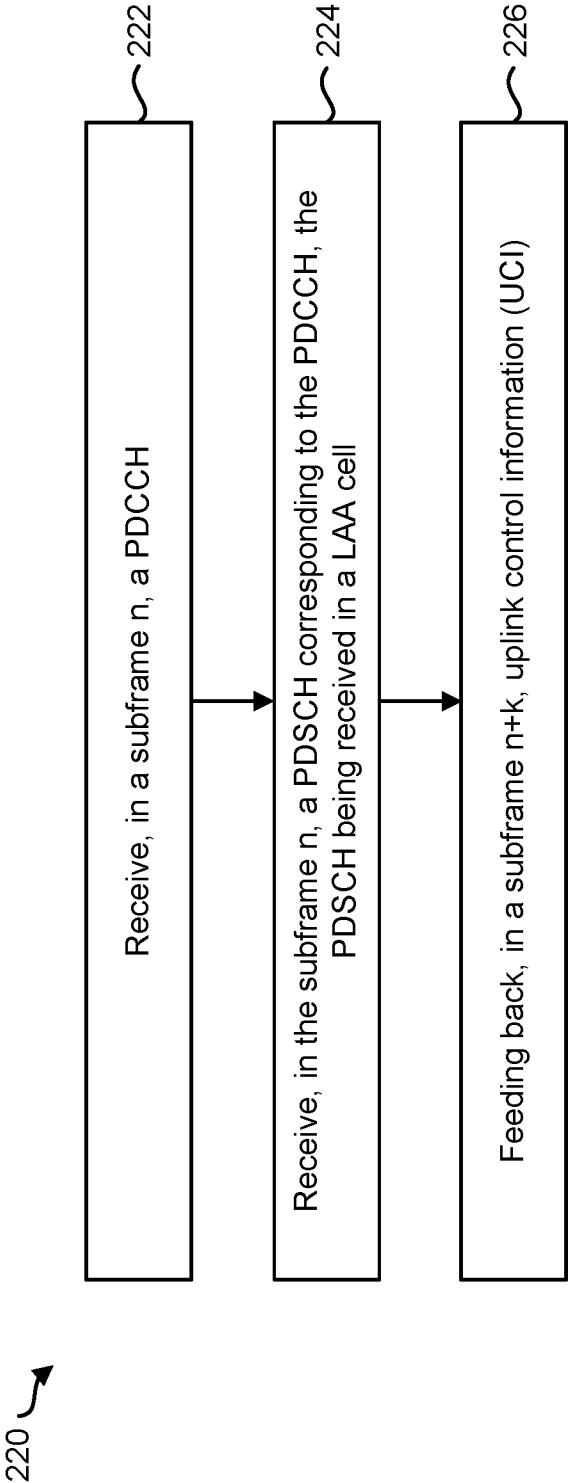 220
Receive, in a subframe n, a PDCCH
222
Receive, in the subframe n, a PDSCH corresponding to the PDCCH, the
PDSCH being received in a LAA cell
224
Feeding back, in a subframe n+k, uplink control information (UCI)
226